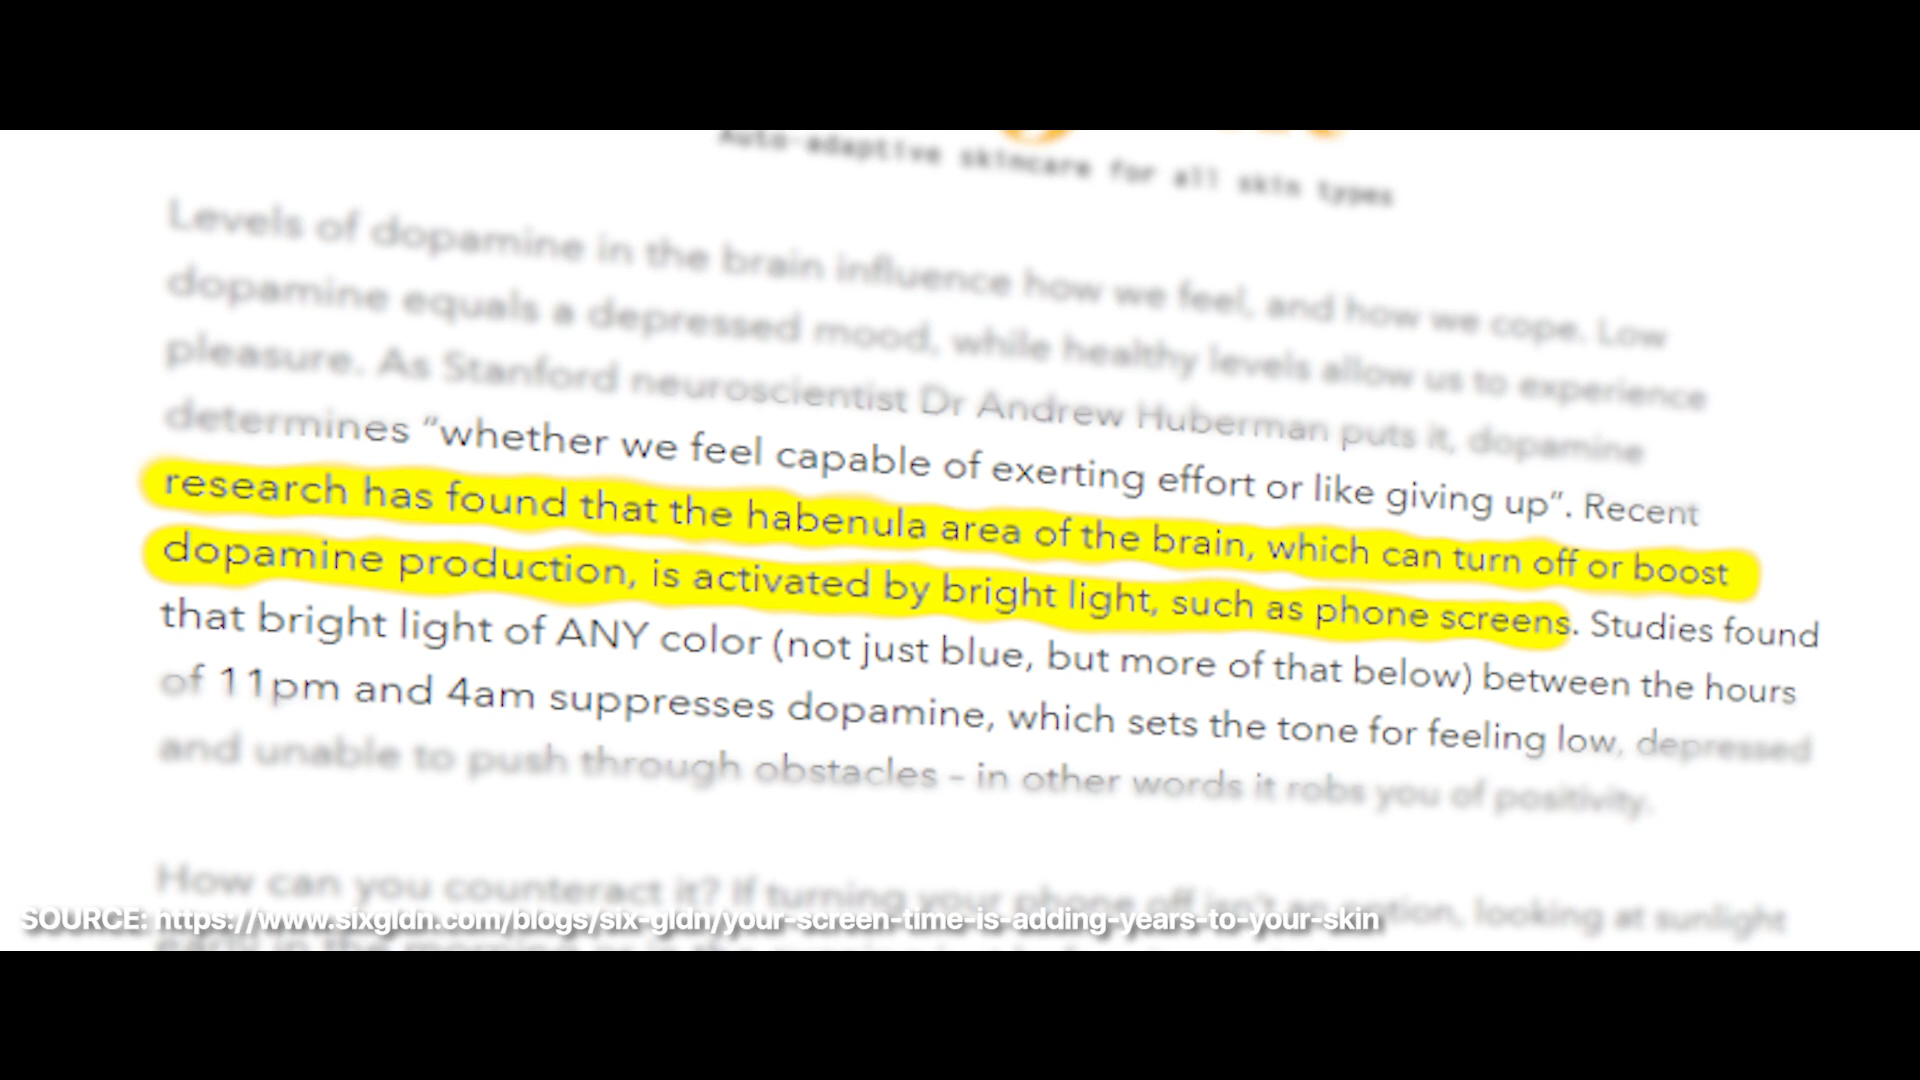 Auto-adaptive skincare for all skin types
Levels of dopamine in the brain influence how we feel, and how we cope. Low
dopamine equals a depressed mood, while healthy levels allow us to experience
pleasure. As Stanford neuroscientist Dr Andrew Huberman puts it, dopamine
determines “whether we feel capable of exerting effort or like giving up”. Recent
research has found that the habenula area of the brain, which can turn off or boost
dopamine production, is activated by bright light, such as phone screens. Studies found
that bright light of ANY color (not just blue, but more of that below) between the hours
of 11pm and 4am suppresses dopamine, which sets the tone for feeling low, depressed
and unable to push through obstacles – in other words it robs you of positivity.
How can you counteract it? If turning your phone off isn't an option, looking at sunlight
SOURCE: https://www.sixgldn.com/blogs/six-gldn/your-screen-time-is-adding-years-to-your-skin